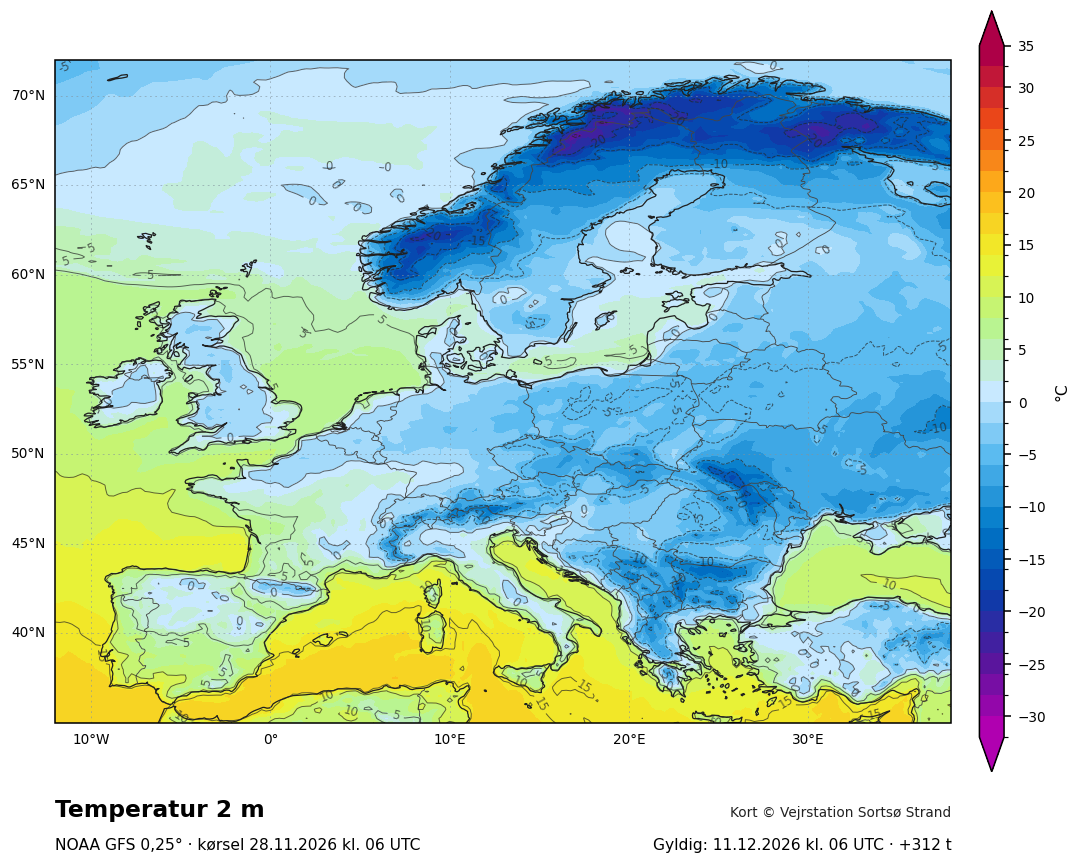 70°N
65°N
60°N
55°N
50°N
45°N
40°N
10°W
0°
10°E
20°E
30°E
35
30
25
20
15
10
5
0
−5
−10
−15
−20
−25
−30
°C
Temperatur 2 m
Kort © Vejrstation Sortsø Strand
NOAA GFS 0,25° · kørsel 28.11.2026 kl. 06 UTC
Gyldig: 11.12.2026 kl. 06 UTC · +312 t